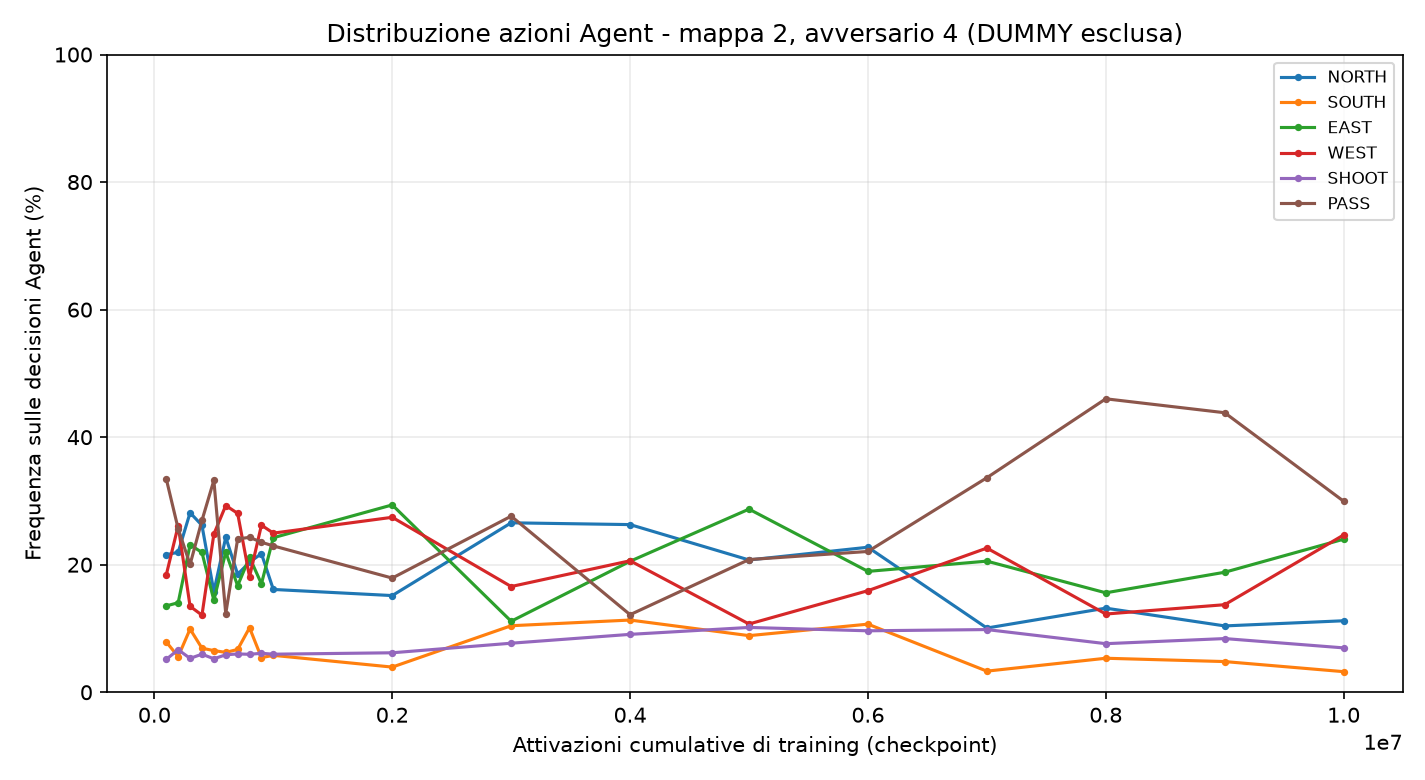 Distribuzione azioni Agent - mappa 2, avversario 4 (DUMMY esclusa)
Frequenza sulle decisioni Agent (%)
100
80
60
40
20
0
NORTH
SOUTH
EAST
WEST
SHOOT
PASS
0.0 0.2 0.4 0.6 0.8 1.0
1e7
Attivazioni cumulative di training (checkpoint)